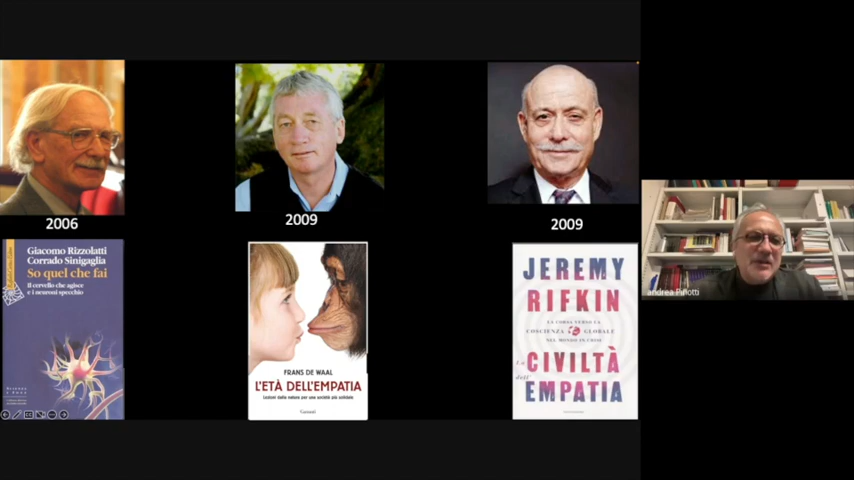 2006
2009
2009
Giacomo Rizzolatti
Corrado Sinigaglia
So quel che fai
Il cervello che agisce
e i neuroni specchio
FRANS DE WAAL
L'ETÀ DELL'EMPATIA
Lezioni dalla natura per una società più solidale
Garzanti
JEREMY
RIFKIN
LA CORSA VERSO LA
COSCIENZA GLOBALE
NEL MONDO IN CRISI
La CIVILTÀ
dell'
EMPATIA
andrea Pinotti